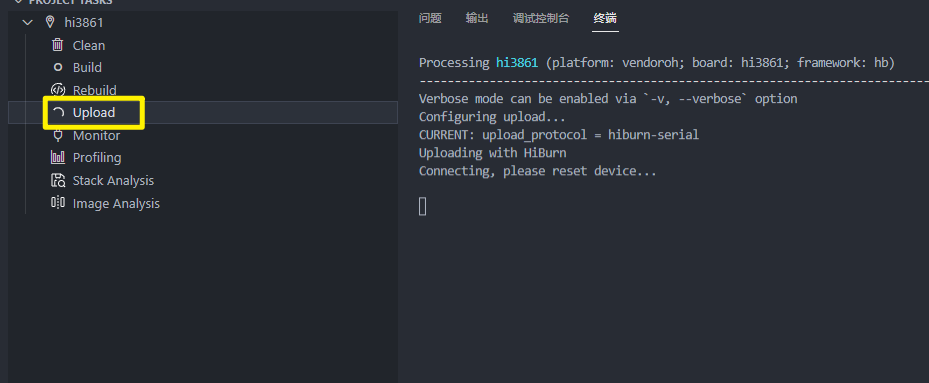 PROJECT TASKS
hi3861
Clean
Build
Rebuild
Upload
Monitor
Profiling
Stack Analysis
Image Analysis
问题 输出 调试控制台 终端
Processing hi3861 (platform: vendoroh; board: hi3861; framework: hb)
--------------------------------------------------------------------------------
Verbose mode can be enabled via `-v, --verbose` option
Configuring upload...
CURRENT: upload_protocol = hiburn-serial
Uploading with HiBurn
Connecting, please reset device...